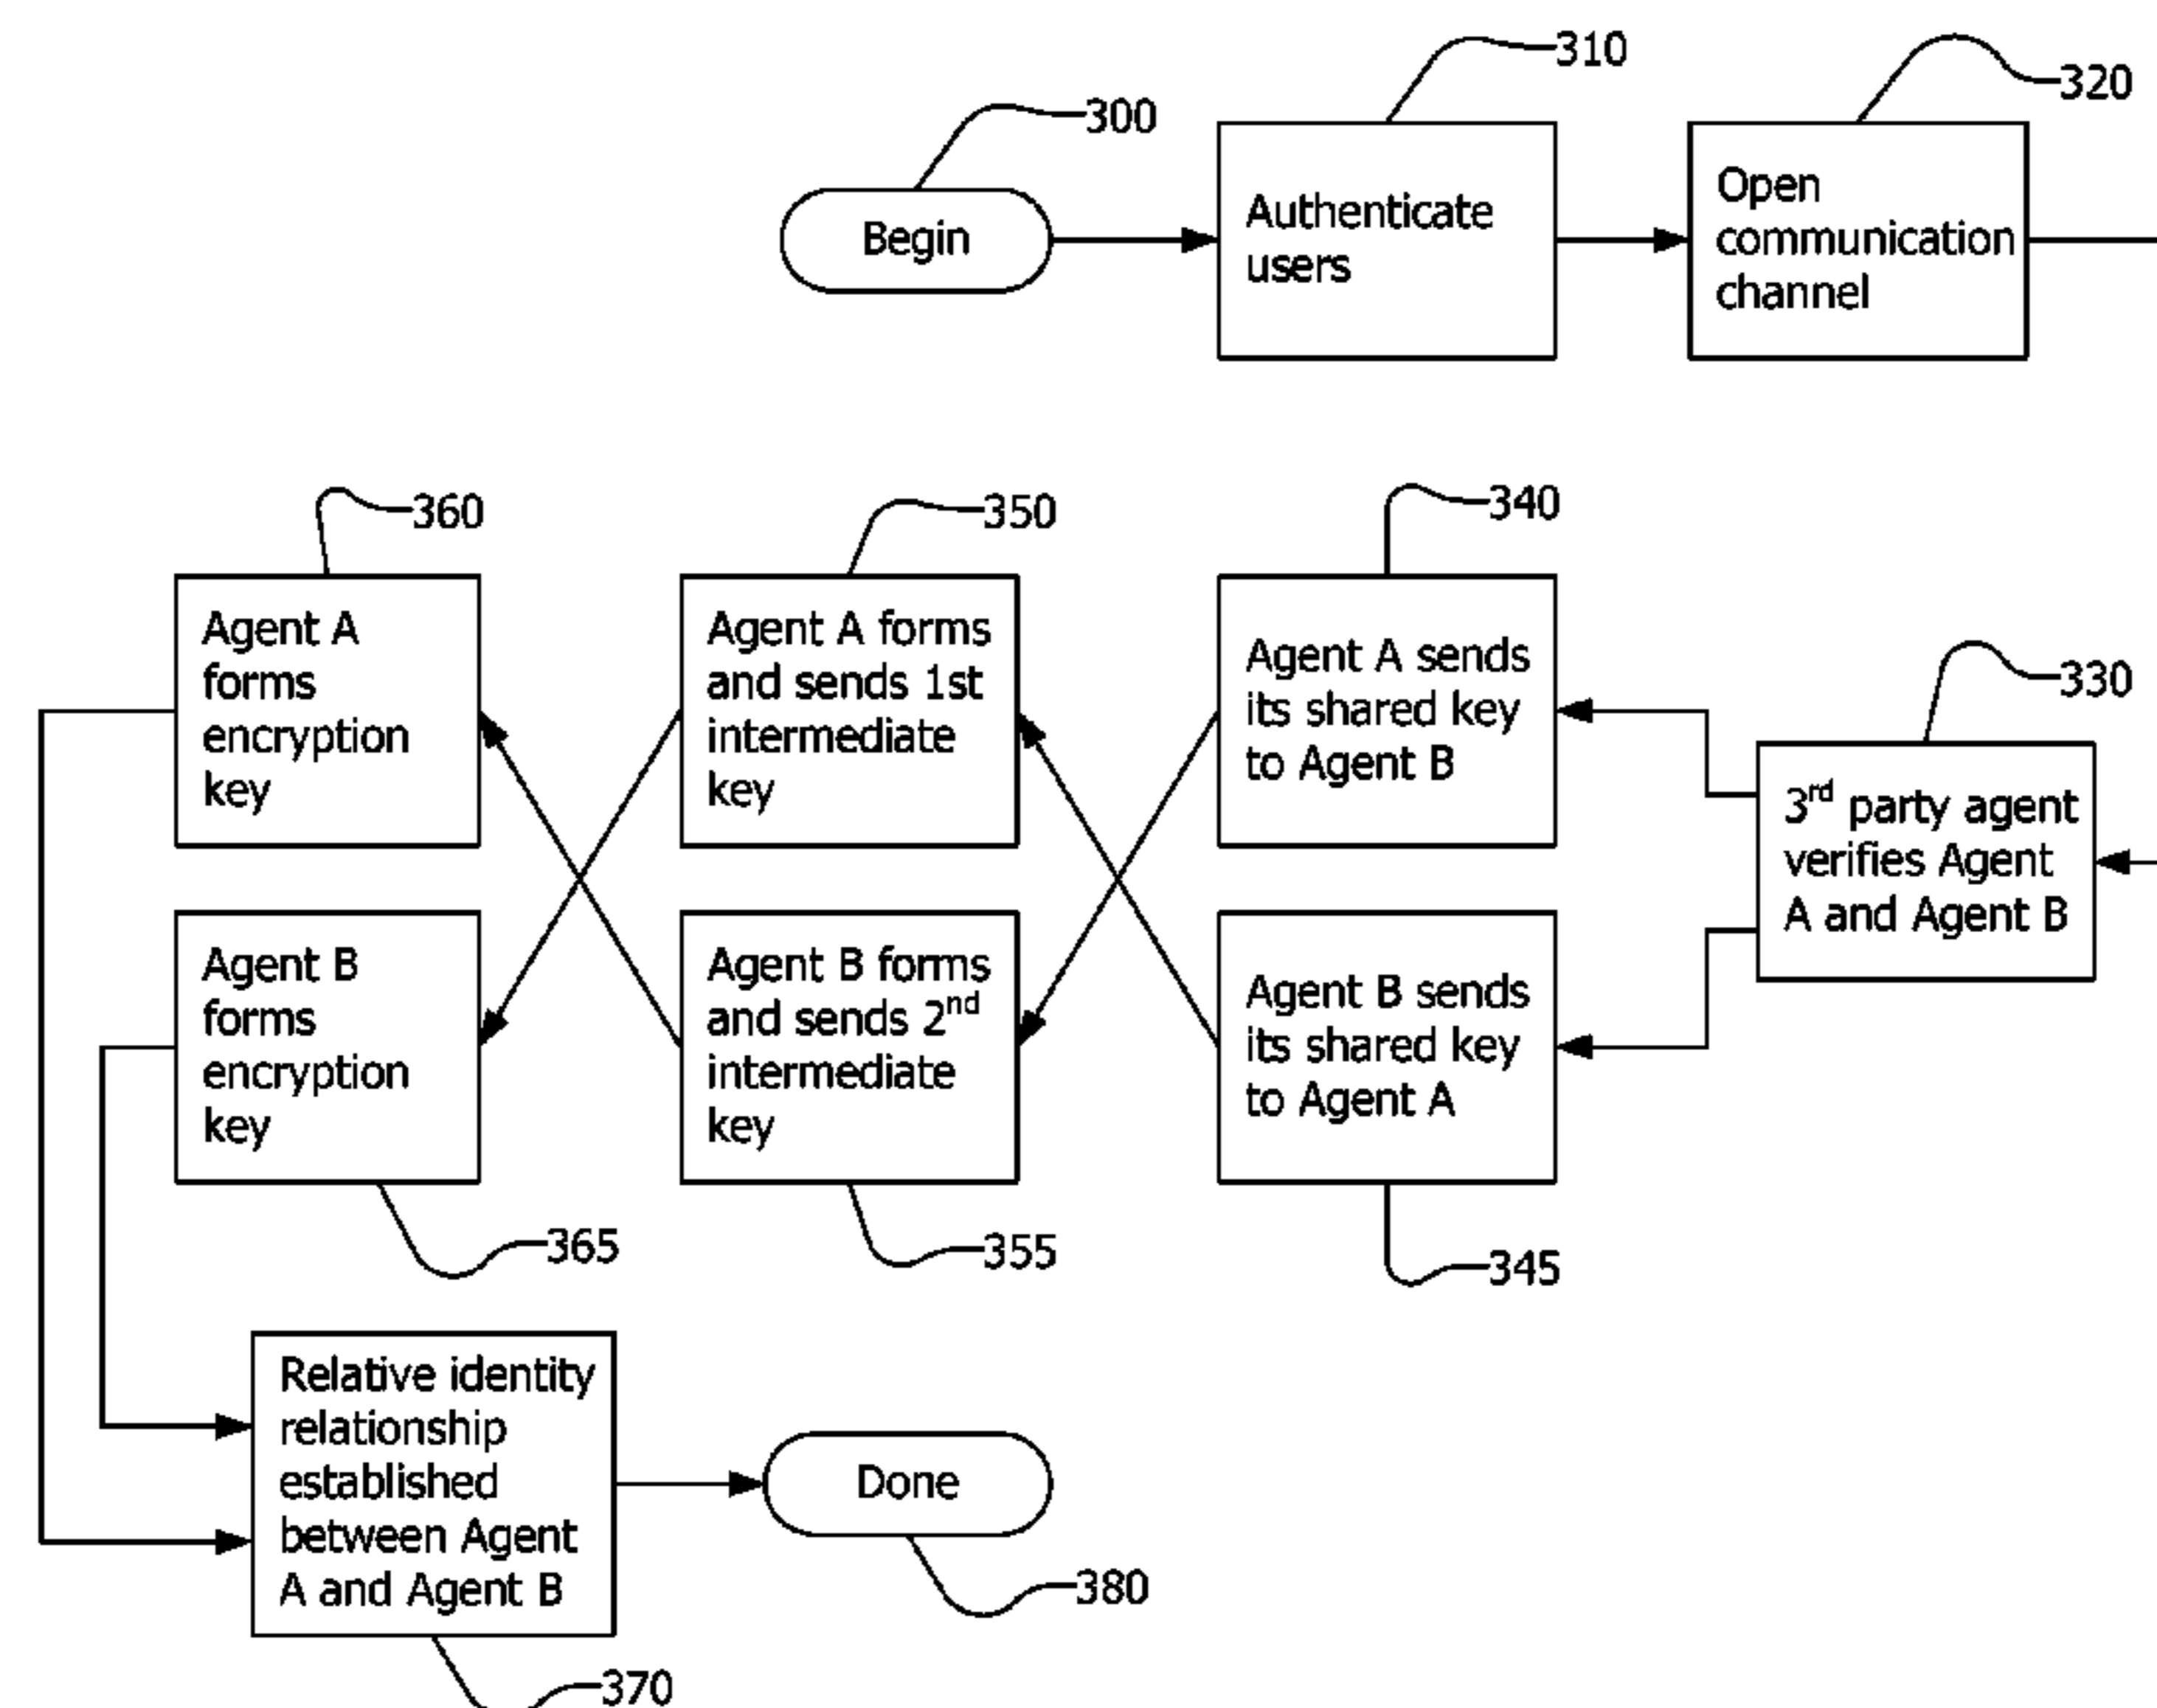 310
320
300
Begin
Authenticate
users
Open
communication
channel
360
350
340
330
Agent A
forms
encryption
key
Agent A forms
and sends 1st
intermediate
key
Agent A sends
its shared key
to Agent B
3rd party agent
verifies Agent
A and Agent B
Agent B
forms
encryption
key
Agent B forms
and sends 2nd
intermediate
key
Agent B sends
its shared key
to Agent A
365
355
345
Relative identity
relationship
established
between Agent
A and Agent B
Done
380
370